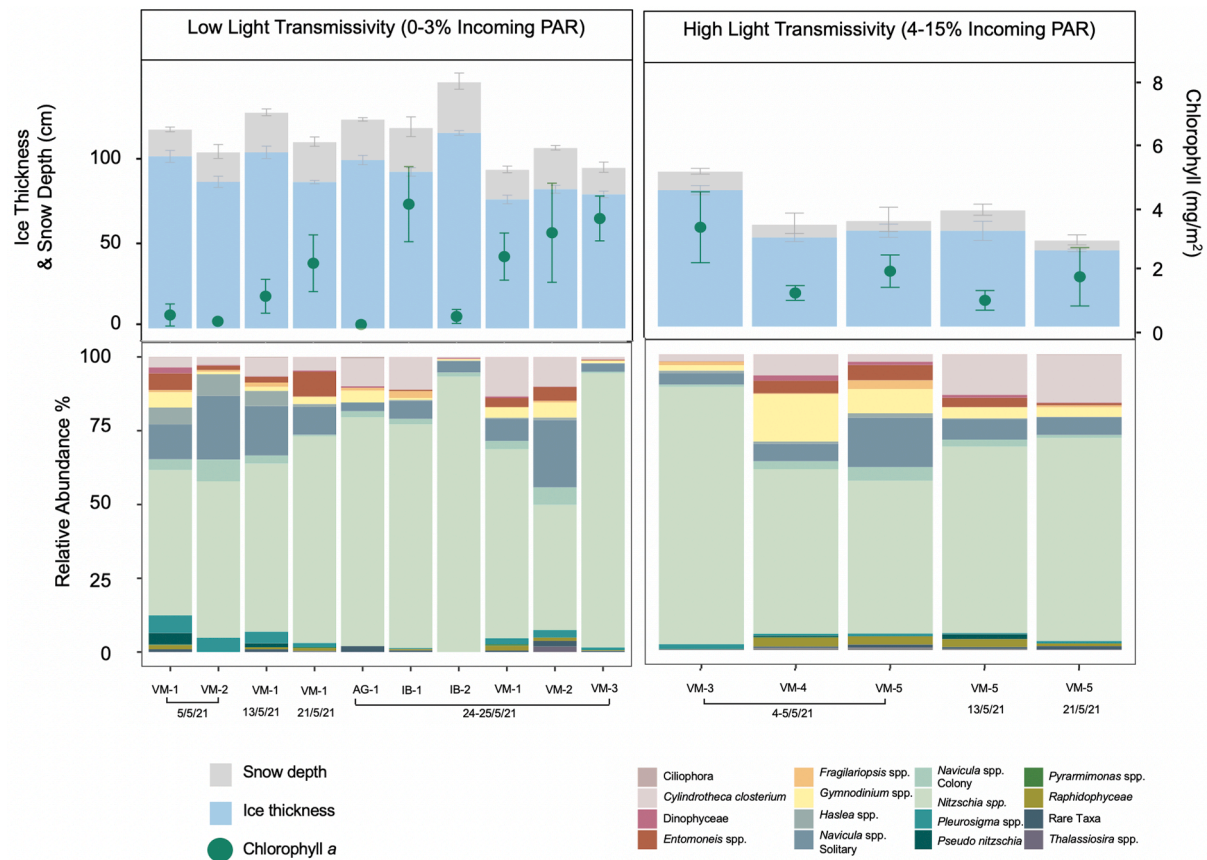 Low Light Transmissivity (0-3% Incoming PAR)
High Light Transmissivity (4-15% Incoming PAR)
Ice Thickness
& Snow Depth (cm)
100
50
0
8
6
4
2
0
Chlorophyll (mg/m²)
Relative Abundance %
100
75
50
25
0
VM-1 VM-2 VM-1 VM-1 AG-1 IB-1 IB-2 VM-1 VM-2 VM-3
5/5/21 13/5/21 21/5/21 24-25/5/21
VM-3 VM-4 VM-5 VM-5 VM-5
4-5/5/21 13/5/21 21/5/21
Snow depth
Ice thickness
Chlorophyll a
Ciliophora
Cylindrotheca closterium
Dinophyceae
Entomoneis spp.
Fragilariopsis spp.
Gymnodinium spp.
Haslea spp.
Navicula spp.
Solitary
Navicula spp.
Colony
Nitzschia spp.
Pleurosigma spp.
Pseudo nitzschia
Pyrarmimonas spp.
Raphidophyceae
Rare Taxa
Thalassiosira spp.